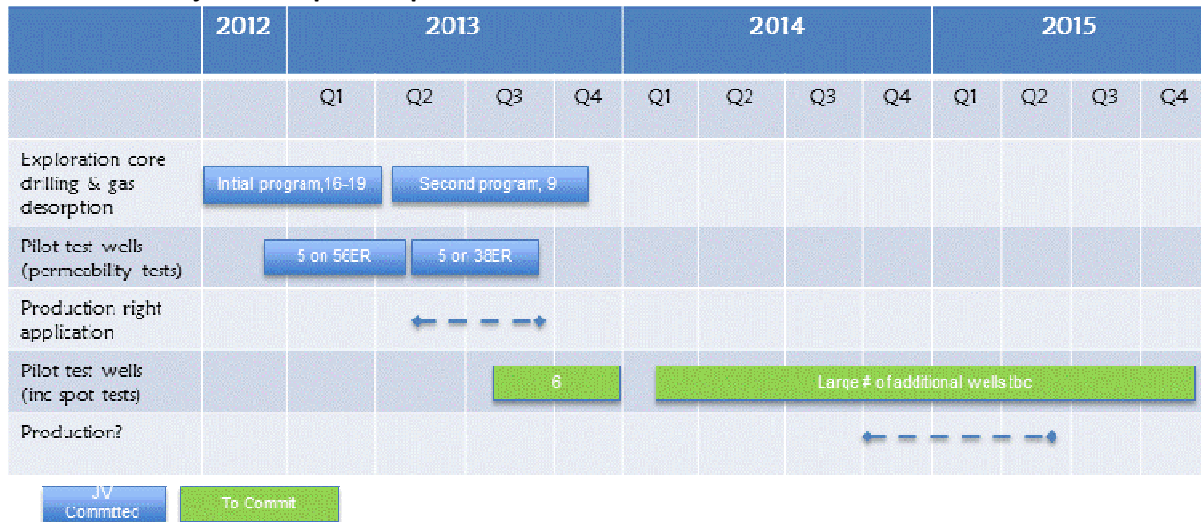 2012 2013 2014 2015
Q1 Q2 Q3 Q4 Q1 Q2 Q3 Q4 Q1 Q2 Q3 Q4
Exploration core
drilling & gas
desorption
Intial program,16-19 Second program, 9
Pilot test wells
(permeability tests)
5 on 56ER 5 on 38ER
Production right
application
Pilot test wells
(inc spot tests)
6 Large # of additional wells tbc
Production?
JV
Committed
To Commit